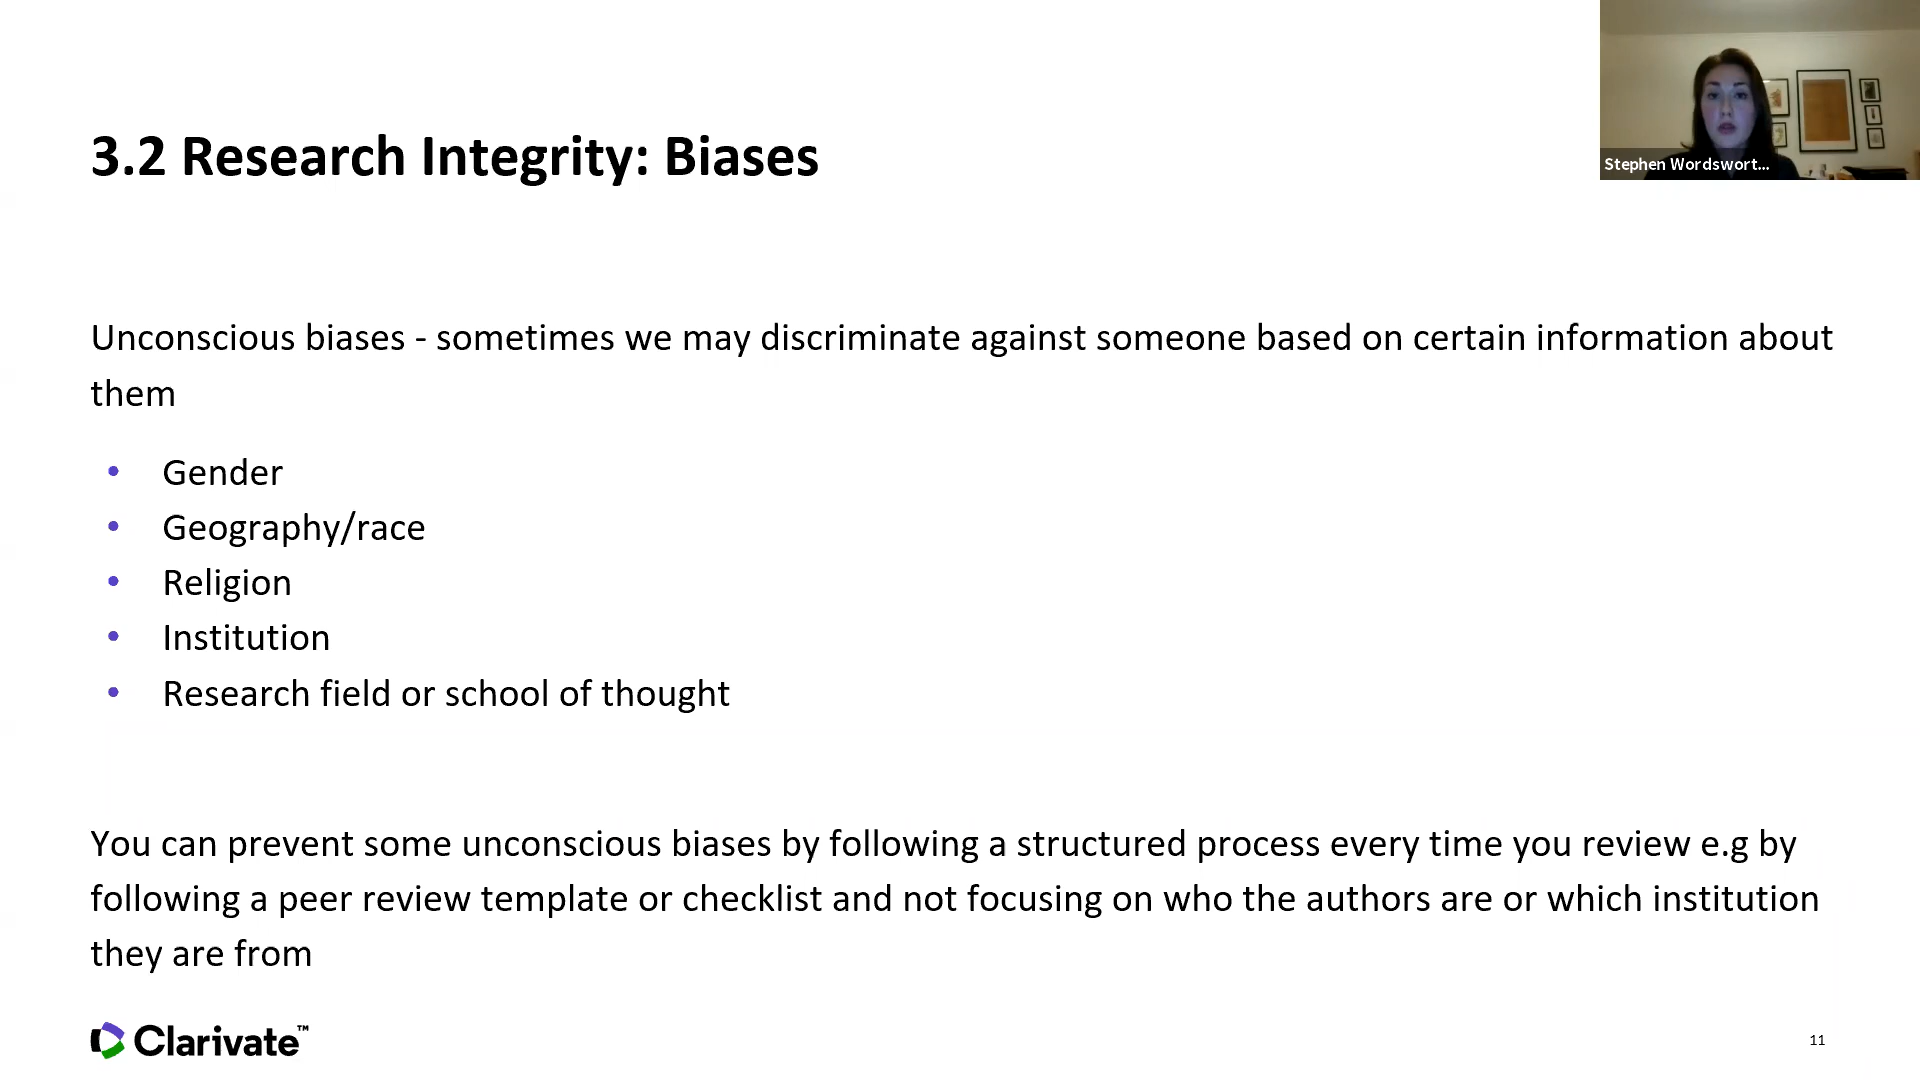 Stephen Wordswort...
3.2 Research Integrity: Biases
Unconscious biases - sometimes we may discriminate against someone based on certain information about
them
• Gender
• Geography/race
• Religion
• Institution
• Research field or school of thought
You can prevent some unconscious biases by following a structured process every time you review e.g by
following a peer review template or checklist and not focusing on who the authors are or which institution
they are from
Clarivate™
11